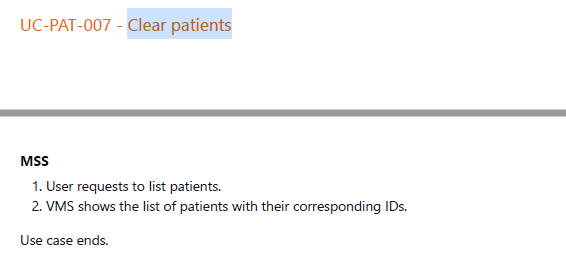 UC-PAT-007 - Clear patients
MSS
1. User requests to list patients.
2. VMS shows the list of patients with their corresponding IDs.
Use case ends.